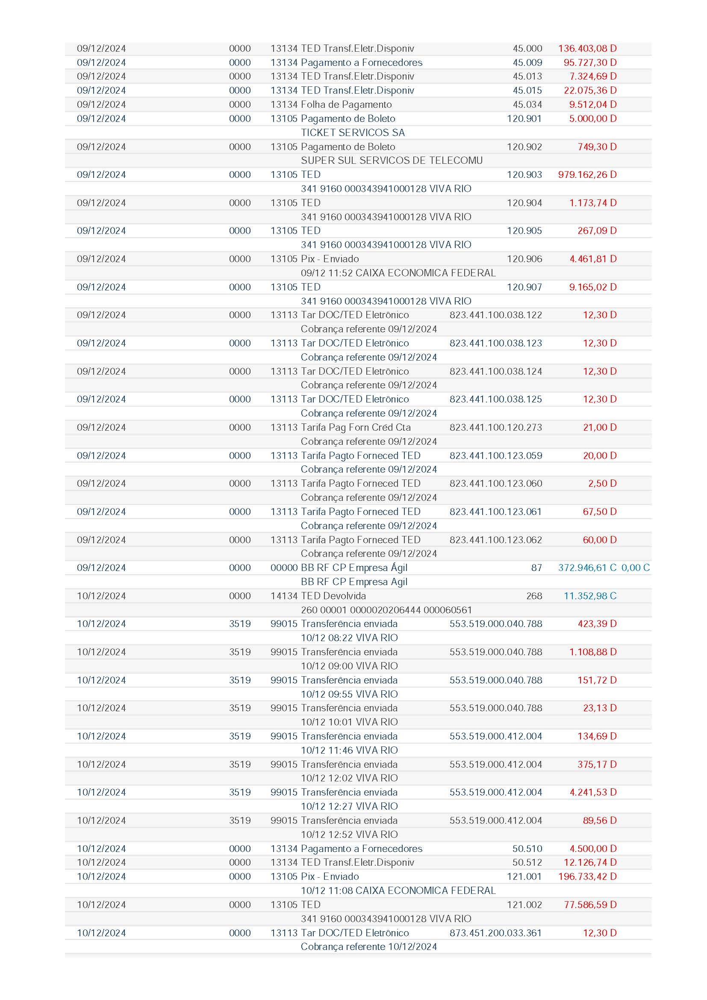 09/12/2024 0000 13134 TED Transf.Eletr.Disponiv 45.000 136.403,08 D
09/12/2024 0000 13134 Pagamento a Fornecedores 45.009 95.727,30 D
09/12/2024 0000 13134 TED Transf.Eletr.Disponiv 45.013 7.324,69 D
09/12/2024 0000 13134 TED Transf.Eletr.Disponiv 45.015 22.075,36 D
09/12/2024 0000 13134 Folha de Pagamento 45.034 9.512,04 D
09/12/2024 0000 13105 Pagamento de Boleto 120.901 5.000,00 D
TICKET SERVICOS SA
09/12/2024 0000 13105 Pagamento de Boleto 120.902 749,30 D
SUPER SUL SERVICOS DE TELECOMU
09/12/2024 0000 13105 TED 120.903 979.162,26 D
341 9160 000343941000128 VIVA RIO
09/12/2024 0000 13105 TED 120.904 1.173,74 D
341 9160 000343941000128 VIVA RIO
09/12/2024 0000 13105 TED 120.905 267,09 D
341 9160 000343941000128 VIVA RIO
09/12/2024 0000 13105 Pix - Enviado 120.906 4.461,81 D
09/12 11:52 CAIXA ECONOMICA FEDERAL
09/12/2024 0000 13105 TED 120.907 9.165,02 D
341 9160 000343941000128 VIVA RIO
09/12/2024 0000 13113 Tar DOC/TED Eletrônico 823.441.100.038.122 12,30 D
Cobrança referente 09/12/2024
09/12/2024 0000 13113 Tar DOC/TED Eletrônico 823.441.100.038.123 12,30 D
Cobrança referente 09/12/2024
09/12/2024 0000 13113 Tar DOC/TED Eletrônico 823.441.100.038.124 12,30 D
Cobrança referente 09/12/2024
09/12/2024 0000 13113 Tar DOC/TED Eletrônico 823.441.100.038.125 12,30 D
Cobrança referente 09/12/2024
09/12/2024 0000 13113 Tarifa Pag Forn Créd Cta 823.441.100.120.273 21,00 D
Cobrança referente 09/12/2024
09/12/2024 0000 13113 Tarifa Pagto Forneced TED 823.441.100.123.059 20,00 D
Cobrança referente 09/12/2024
09/12/2024 0000 13113 Tarifa Pagto Forneced TED 823.441.100.123.060 2,50 D
Cobrança referente 09/12/2024
09/12/2024 0000 13113 Tarifa Pagto Forneced TED 823.441.100.123.061 67,50 D
Cobrança referente 09/12/2024
09/12/2024 0000 13113 Tarifa Pagto Forneced TED 823.441.100.123.062 60,00 D
Cobrança referente 09/12/2024
09/12/2024 0000 00000 BB RF CP Empresa Ágil 87 372.946,61 C 0,00 C
BB RF CP Empresa Agil
10/12/2024 0000 14134 TED Devolvida 268 11.352,98 C
260 00001 0000020206444 000060561
10/12/2024 3519 99015 Transferência enviada 553.519.000.040.788 423,39 D
10/12 08:22 VIVA RIO
10/12/2024 3519 99015 Transferência enviada 553.519.000.040.788 1.108,88 D
10/12 09:00 VIVA RIO
10/12/2024 3519 99015 Transferência enviada 553.519.000.040.788 151,72 D
10/12 09:55 VIVA RIO
10/12/2024 3519 99015 Transferência enviada 553.519.000.040.788 23,13 D
10/12 10:01 VIVA RIO
10/12/2024 3519 99015 Transferência enviada 553.519.000.412.004 134,69 D
10/12 11:46 VIVA RIO
10/12/2024 3519 99015 Transferência enviada 553.519.000.412.004 375,17 D
10/12 12:02 VIVA RIO
10/12/2024 3519 99015 Transferência enviada 553.519.000.412.004 4.241,53 D
10/12 12:27 VIVA RIO
10/12/2024 3519 99015 Transferência enviada 553.519.000.412.004 89,56 D
10/12 12:52 VIVA RIO
10/12/2024 0000 13134 Pagamento a Fornecedores 50.510 4.500,00 D
10/12/2024 0000 13134 TED Transf.Eletr.Disponiv 50.512 12.126,74 D
10/12/2024 0000 13105 Pix - Enviado 121.001 196.733,42 D
10/12 11:08 CAIXA ECONOMICA FEDERAL
10/12/2024 0000 13105 TED 121.002 77.586,59 D
341 9160 000343941000128 VIVA RIO
10/12/2024 0000 13113 Tar DOC/TED Eletrônico 873.451.200.033.361 12,30 D
Cobrança referente 10/12/2024